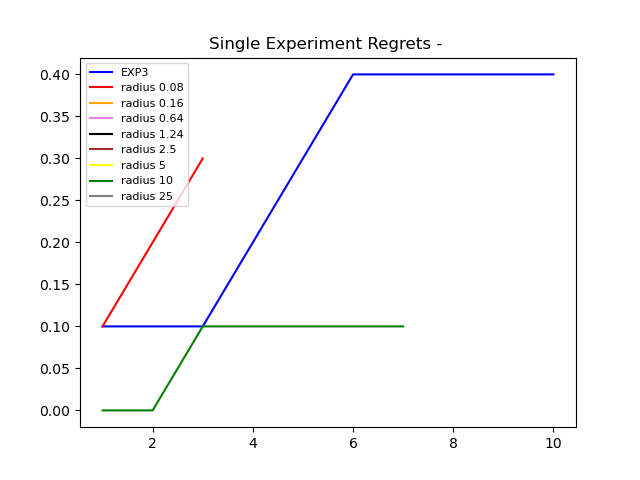 Single Experiment Regrets -
EXP3
radius 0.08
radius 0.16
radius 0.64
radius 1.24
radius 2.5
radius 5
radius 10
radius 25
0.40
0.35
0.30
0.25
0.20
0.15
0.10
0.05
0.00
2 4 6 8 10